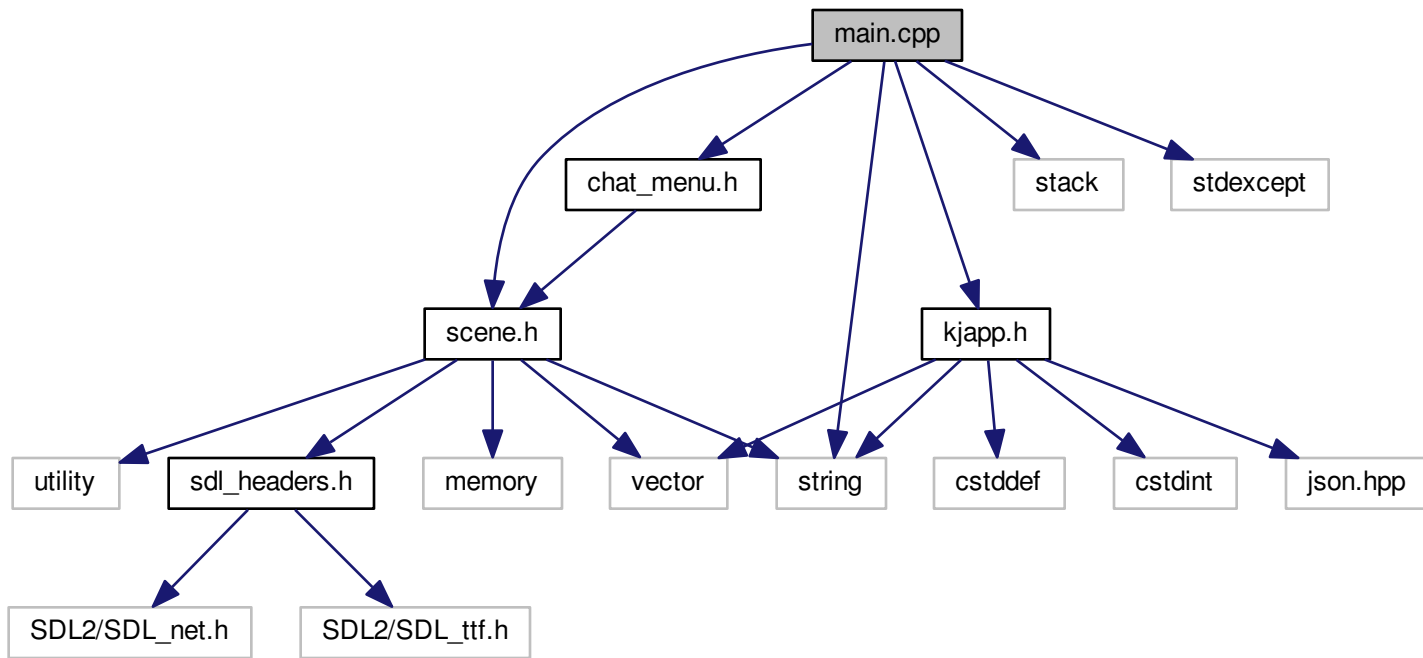 main.cpp
chat_menu.h
stack
stdexcept
scene.h
kjapp.h
utility
sdl_headers.h
memory
vector
string
cstddef
cstdint
json.hpp
SDL2/SDL_net.h
SDL2/SDL_ttf.h